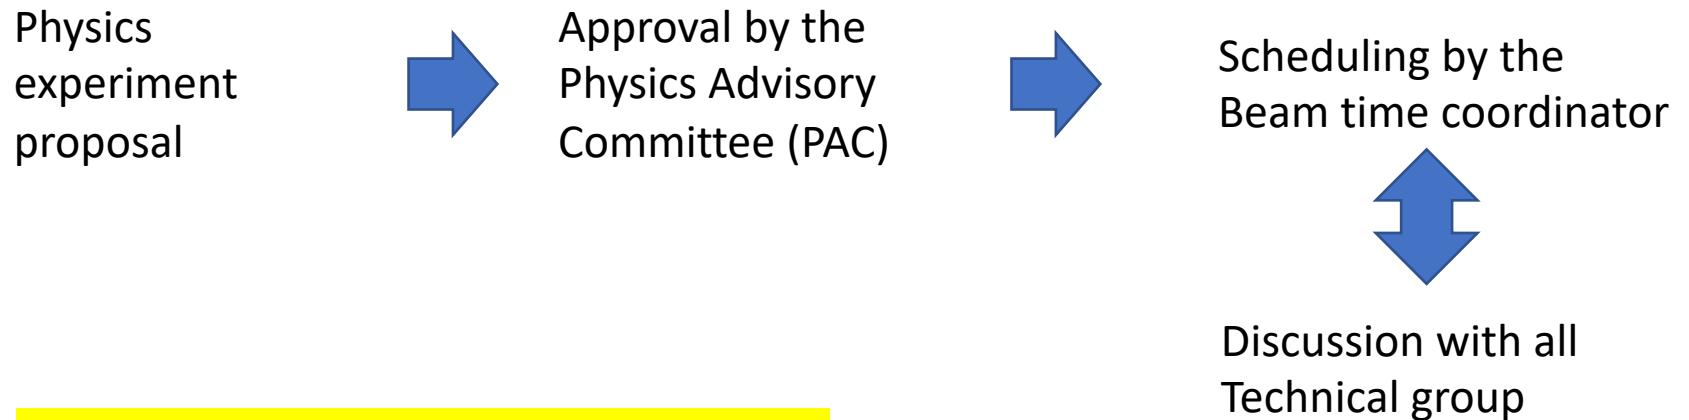 Physics
experiment
proposal
Approval by the
Physics Advisory
Committee (PAC)
Scheduling by the
Beam time coordinator
Discussion with all
Technical group